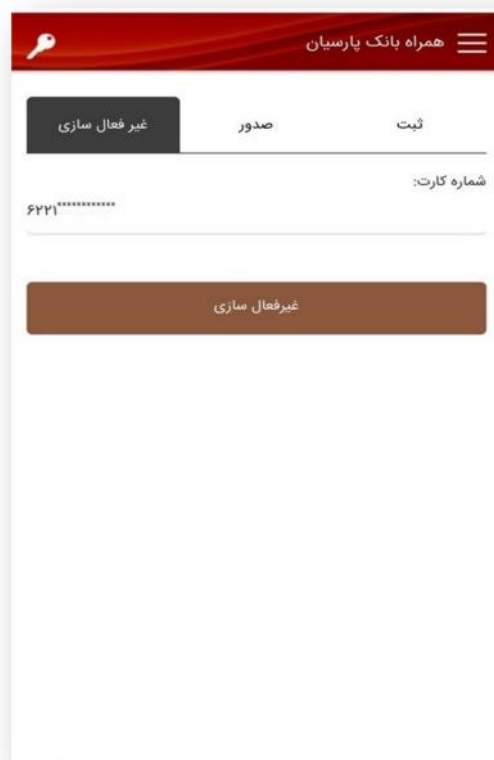 همراه بانک پارسیان
ثبت صدور غیر فعال سازی
شماره کارت:
۶۲۲۱************
غیرفعال سازی